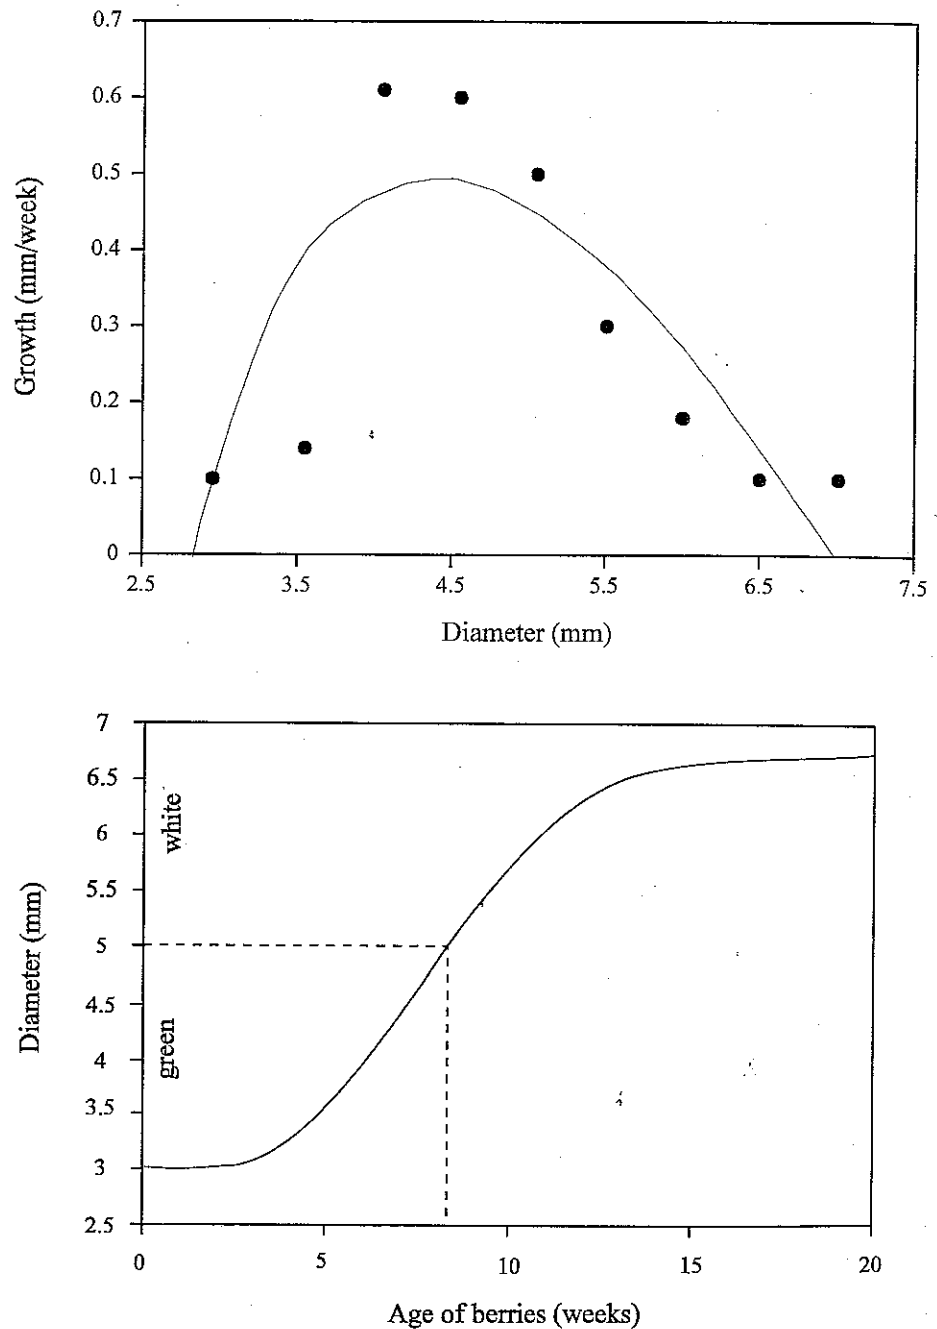 0.7
0.6
0.5
0.4
0.3
0.2
0.1
0
Growth (mm/week)
2.5 3.5 4.5 5.5 6.5 7.5
Diameter (mm)
7
6.5
6
5.5
5
4.5
4
3.5
3
2.5
Diameter (mm)
white
green
0 5 10 15 20
Age of berries (weeks)